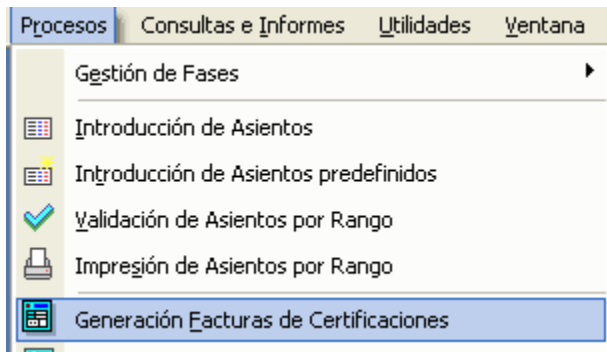 Procesos Consultas e Informes Utilidades Ventana
Gestión de Fases
Introducción de Asientos
Introducción de Asientos predefinidos
Validación de Asientos por Rango
Impresión de Asientos por Rango
Generación Facturas de Certificaciones